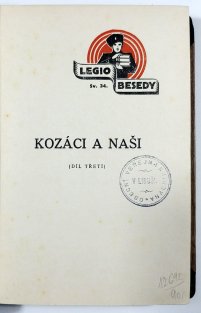 LEGIO
BESEDY
Sv. 34.
KOZÁCI A NAŠI
(DÍL TŘETÍ)